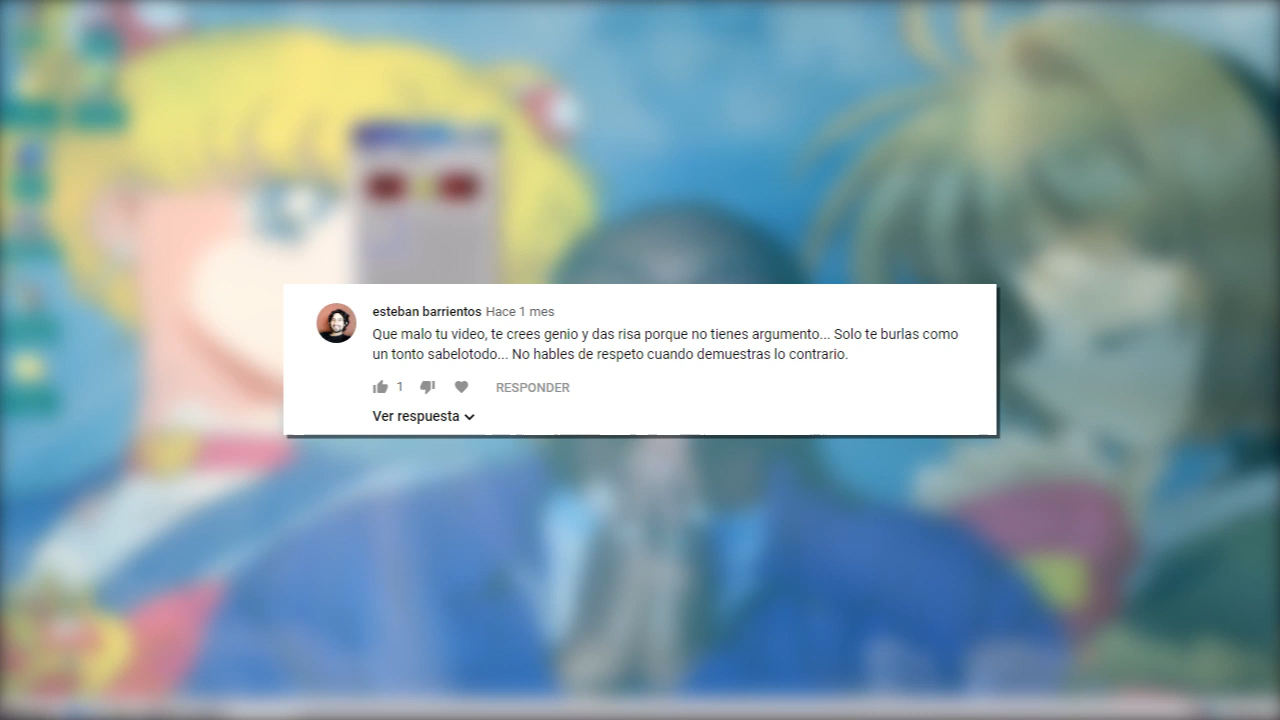 esteban barrientos Hace 1 mes
Que malo tu video, te crees genio y das risa porque no tienes argumento... Solo te burlas como
un tonto sabelotodo... No hables de respeto cuando demuestras lo contrario.
1 RESPONDER
Ver respuesta